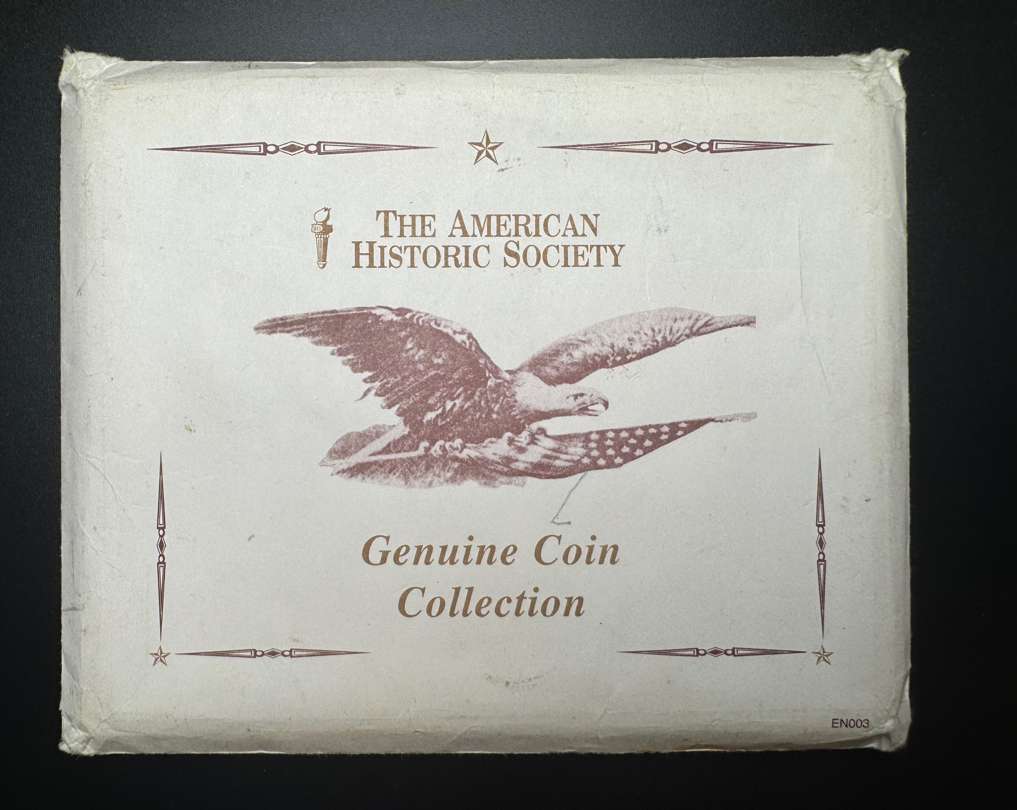 THE AMERICAN
HISTORIC SOCIETY
Genuine Coin
Collection
EN003